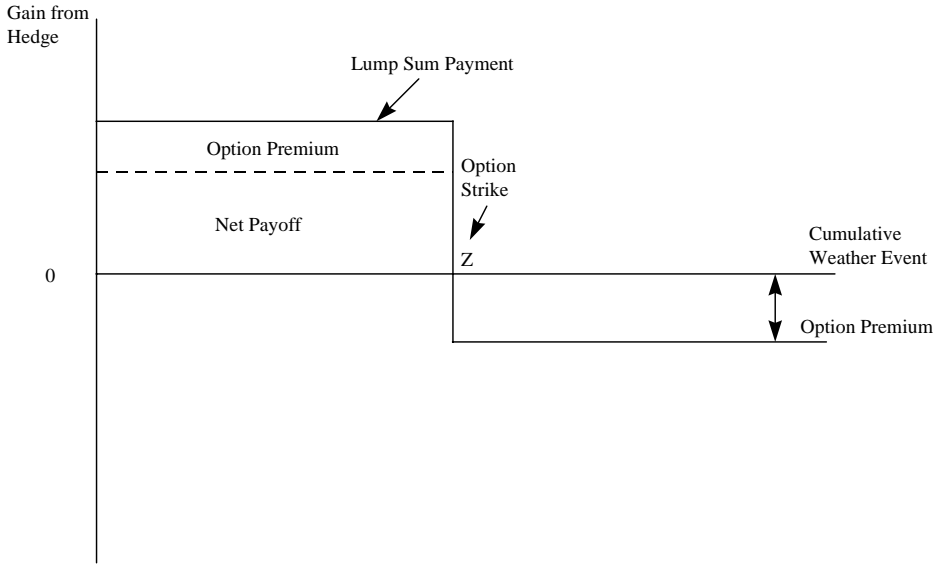 Gain from
Hedge
Lump Sum Payment
Option Premium
Option
Strike
Net Payoff
Z
Cumulative
Weather Event
0
Option Premium